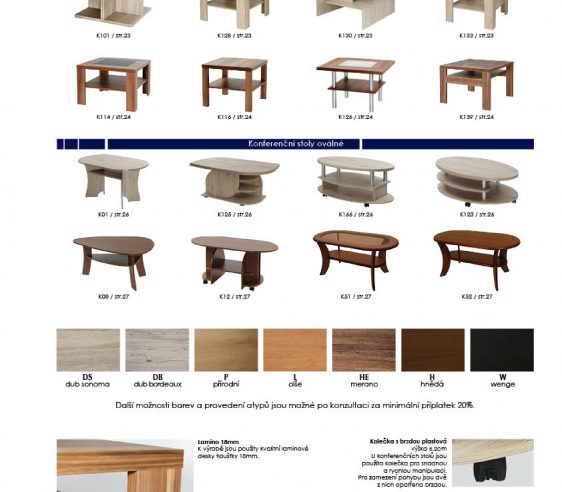 K101 / str.23
K108 / str.23
K130 / str.23
K121 / str.23
K114 / str.24
K116 / str.24
K126 / str.24
K139 / str.24
Konferenční stoly oválné
K01 / str.26
K125 / str.26
K166 / str.26
K123 / str.26
K08 / str.27
K12 / str.27
K51 / str.27
K52 / str.27
DS
dub sonoma
DB
dub bordeaux
P
přírodní
L
olše
HE
merano
H
hnědá
W
wenge
Další možnosti barev a provedení atypů jsou možné po konzultaci za minimální příplatek 20%.
Lamino 18mm
K výrobě jsou použity kvalitní laminové
desky tloušťky 18mm.
Kolečka s brzdou plastová
výška 6,2cm
U konferenčních stolů jsou
použita kolečka pro snadnou
a rychlou manipulaci.
Pro zamezení pohybu jsou dvě
z nich opatřena brzdou.